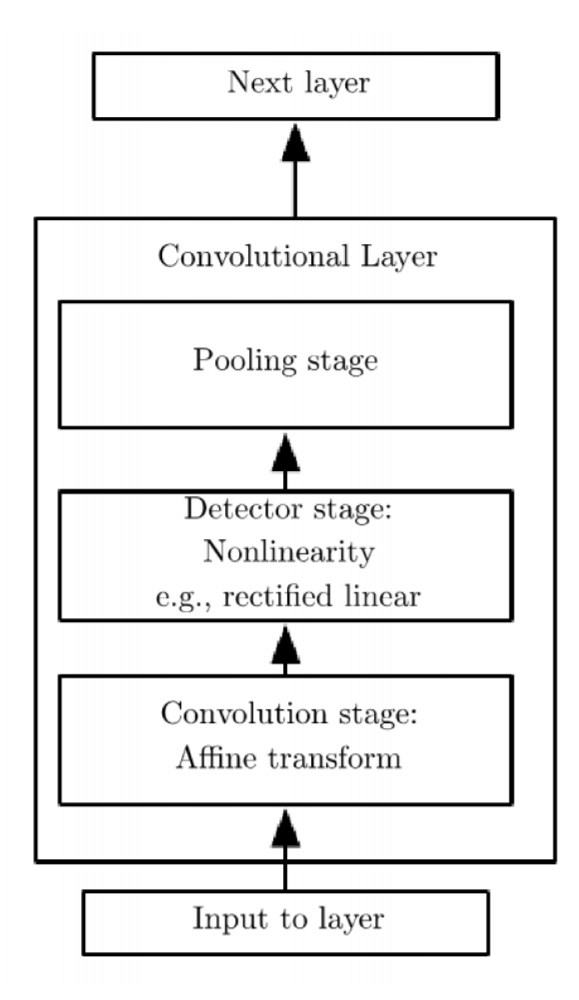 Next layer
Convolutional Layer
Pooling stage
Detector stage:
Nonlinearity
e.g., rectified linear
Convolution stage:
Affine transform
Input to layer